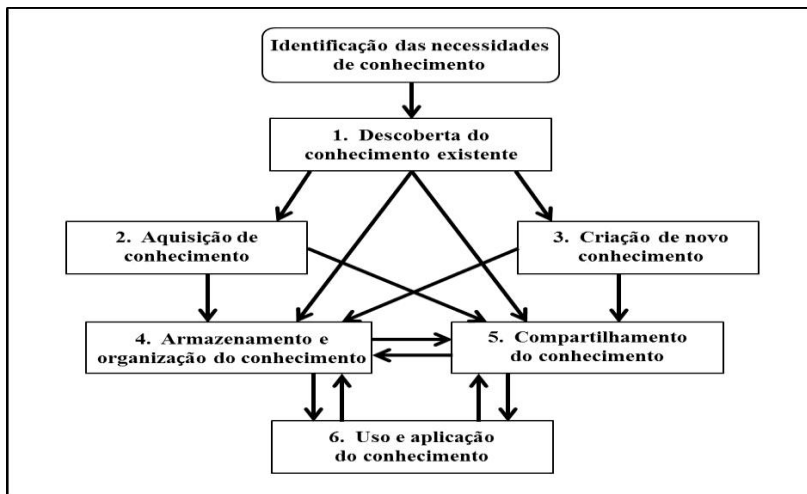 Identificação das necessidades
de conhecimento
1. Descoberta do
conhecimento existente
2. Aquisição de
conhecimento
3. Criação de novo
conhecimento
4. Armazenamento e
organização do conhecimento
5. Compartilhamento
do conhecimento
6. Uso e aplicação
do conhecimento